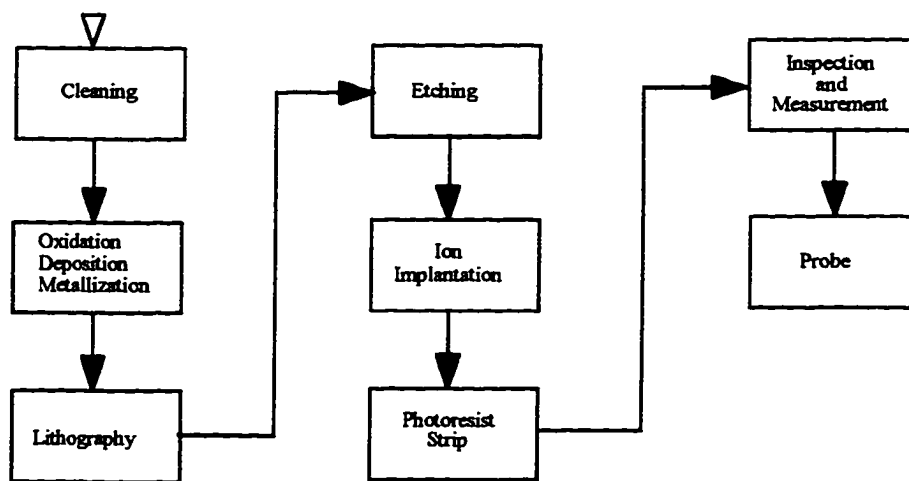 Cleaning
Oxidation
Deposition
Metallization
Lithography
Etching
Ion
Implantation
Photoresist
Strip
Inspection
and
Measurement
Probe